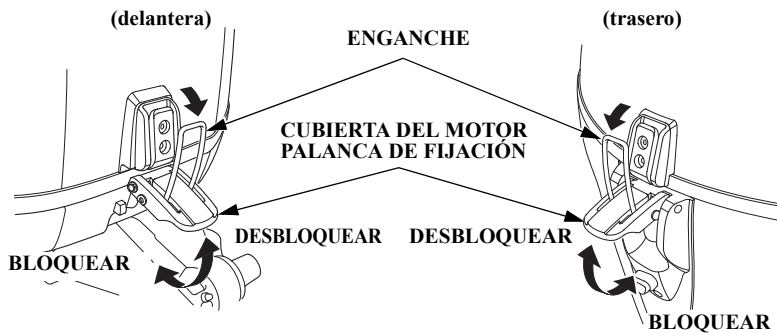 (delantera)
(trasero)
ENGANCHE
CUBIERTA DEL MOTOR
PALANCA DE FIJACIÓN
DESBLOQUEAR
DESBLOQUEAR
BLOQUEAR
BLOQUEAR